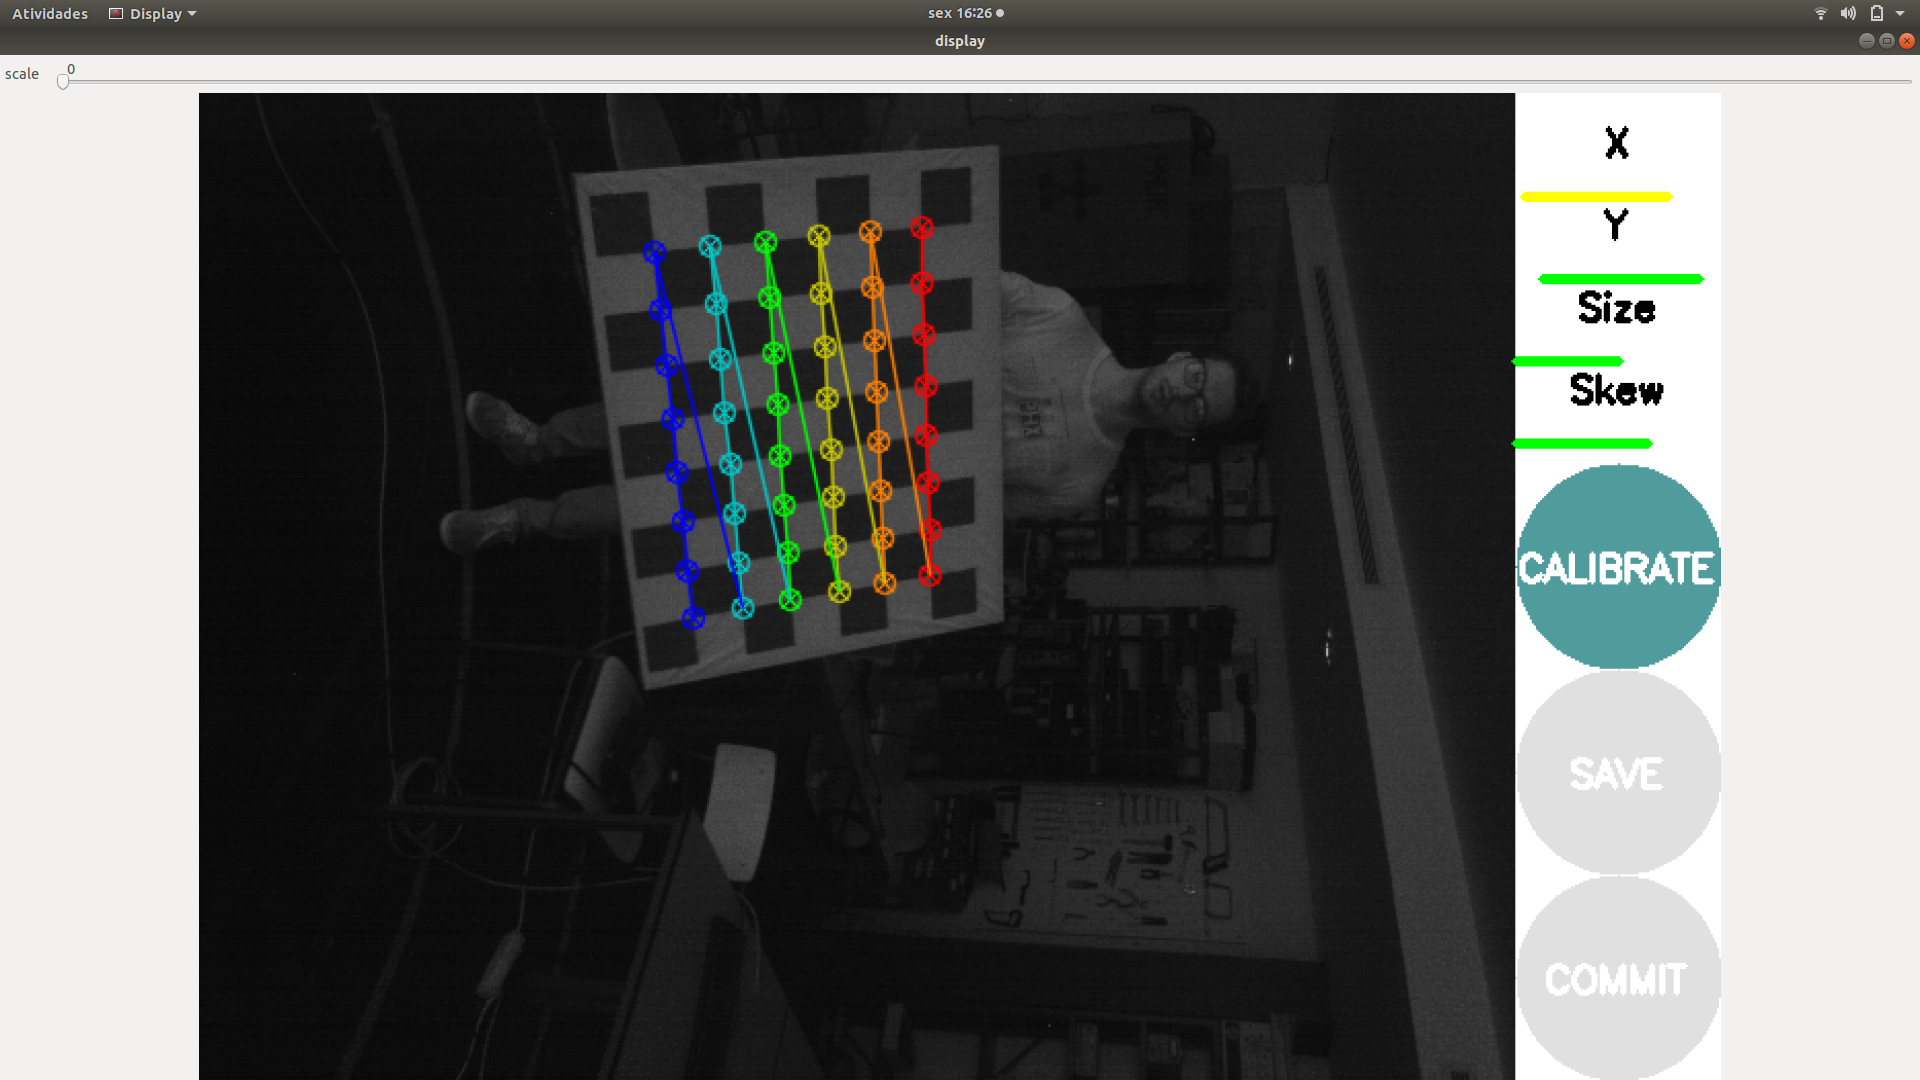 Atividades Display sex 16:26
display
scale 0
X
Y
Size
Skew
CALIBRATE
SAVE
COMMIT